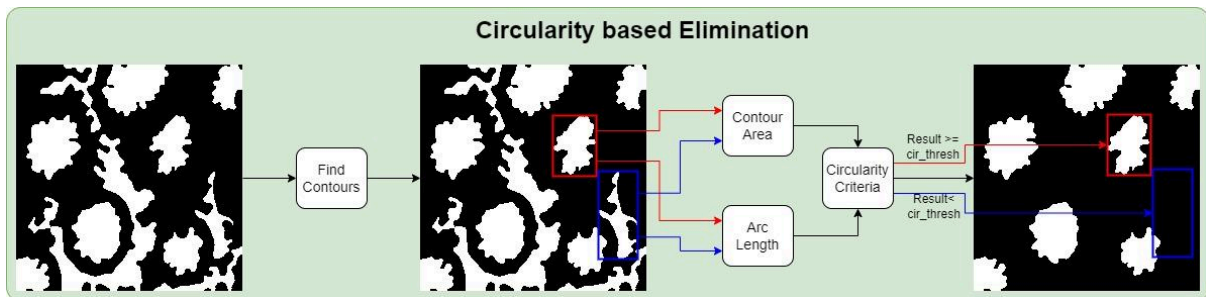 Circularity based Elimination
Find
Contours
Contour
Area
Arc
Length
Circularity
Criteria
Result >=
cir_thresh
Result<
cir_thresh